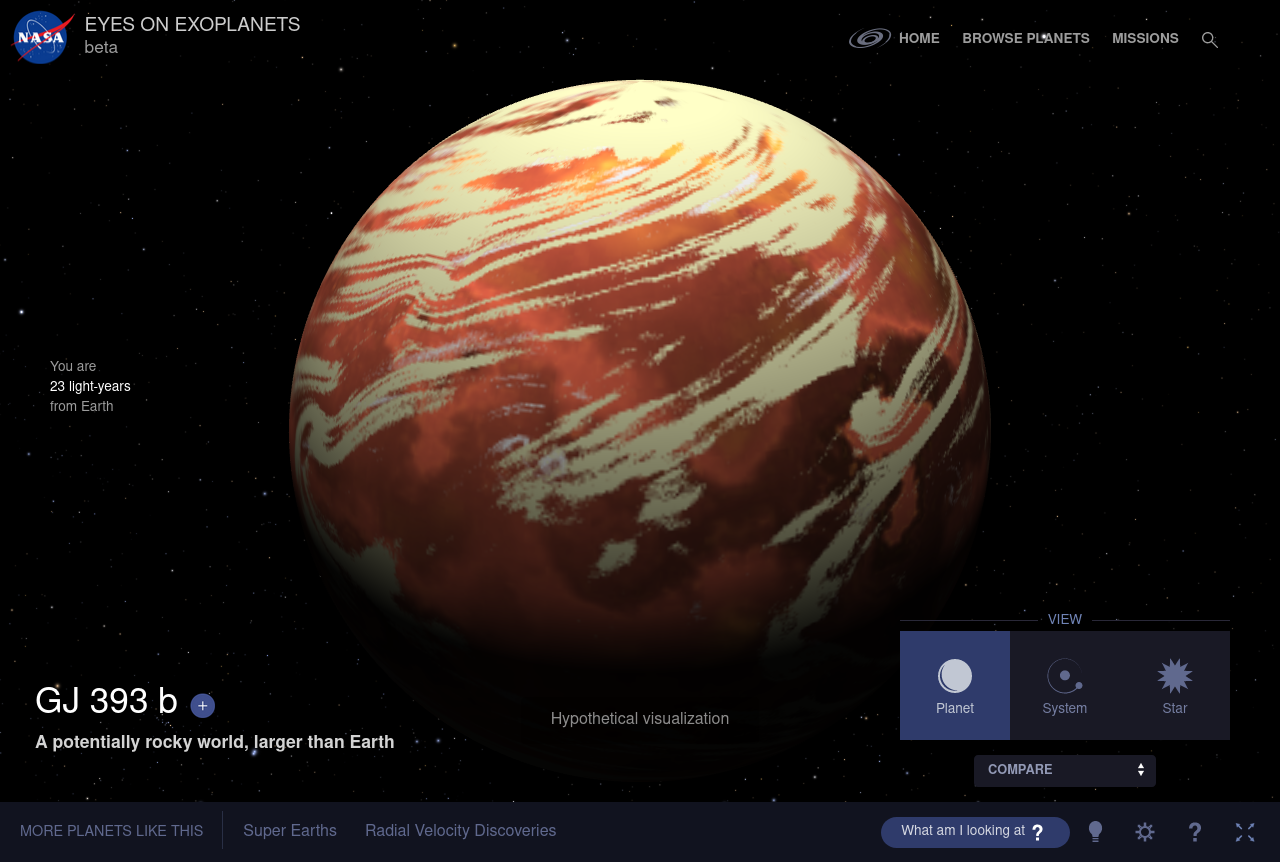 NASA
EYES ON EXOPLANETS
beta
HOME
BROWSE PLANETS
MISSIONS
You are
23 light-years
from Earth
VIEW
Planet
System
Star
GJ 393 b +
A potentially rocky world, larger than Earth
Hypothetical visualization
COMPARE
MORE PLANETS LIKE THIS
Super Earths
Radial Velocity Discoveries
What am I looking at ?
?